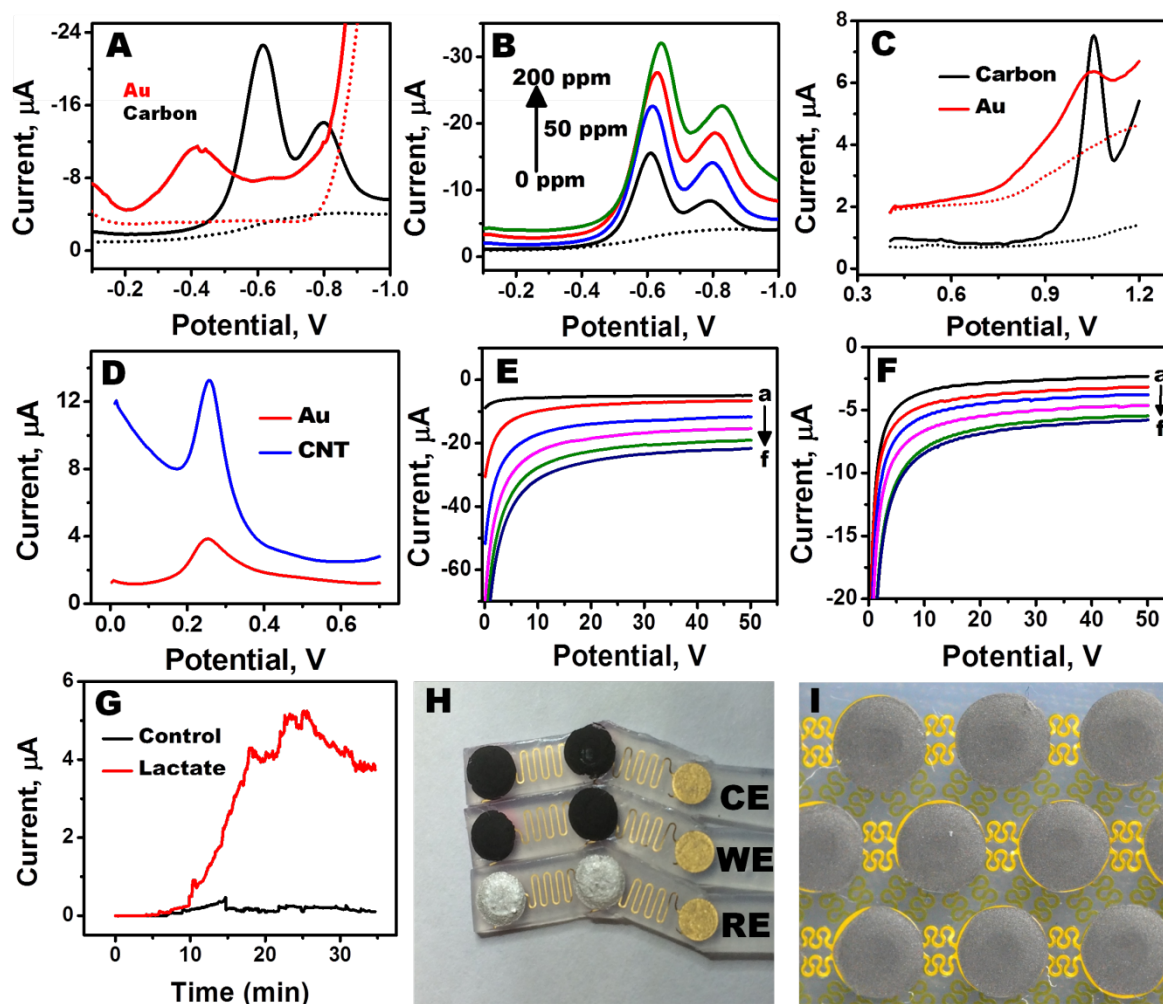 A
-24
-16
-8
0
Current, μA
Au
Carbon
-0.2 -0.4 -0.6 -0.8 -1.0
Potential, V
B
-30
-20
-10
0
Current, μA
200 ppm
50 ppm
0 ppm
-0.2 -0.4 -0.6 -0.8 -1.0
Potential, V
C
8
6
4
2
0
Current, μA
Carbon
Au
0.3 0.6 0.9 1.2
Potential, V
D
12
8
4
0
Current, μA
Au
CNT
0.0 0.2 0.4 0.6
Potential, V
E
0
-20
-40
-60
Current, μA
a
f
0 10 20 30 40 50
Potential, V
F
0
-5
-10
-15
-20
Current, μA
a
f
0 10 20 30 40 50
Potential, V
G
6
4
2
0
Current, μA
Control
Lactate
0 10 20 30
Time (min)
H
CE
WE
RE
I